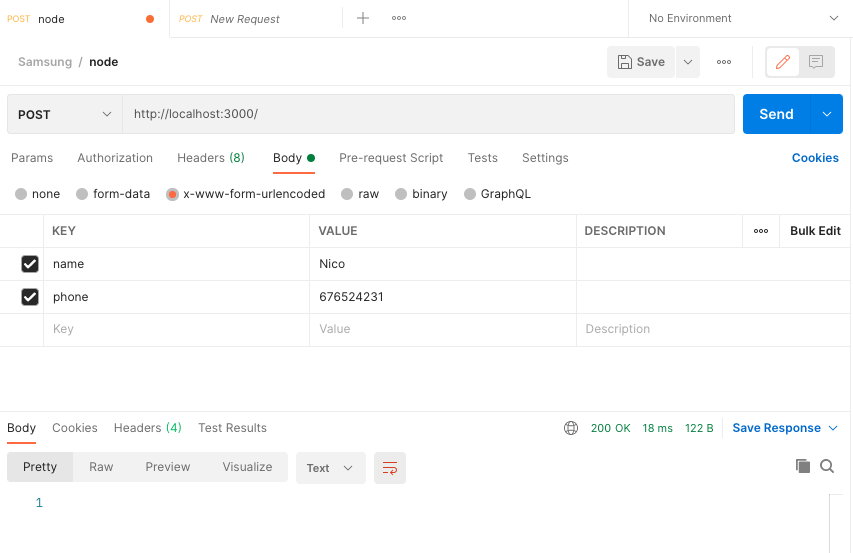 POST node POST New Request No Environment
Samsung / node Save
POST http://localhost:3000/ Send
Params Authorization Headers (8) Body Pre-request Script Tests Settings Cookies
none form-data x-www-form-urlencoded raw binary GraphQL
KEY VALUE DESCRIPTION Bulk Edit
name Nico
phone 676524231
Key Value Description
Body Cookies Headers (4) Test Results 200 OK 18 ms 122 B Save Response
Pretty Raw Preview Visualize Text
1